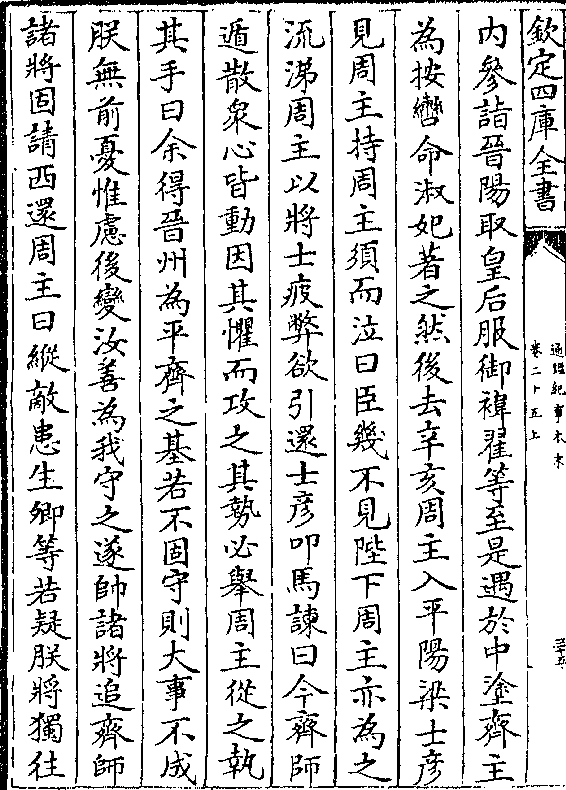 欽定四庫全書
通鑑紀事本末
卷二十五上
內參詣晉陽取皇后服御褘翟等至是遇於中塗齊主
為按轡命淑妃著之然後去辛亥周主入平陽梁士彥
見周主持周主須而泣曰臣幾不見陛下周主亦為之
流涕周主以將士疲弊欲引還士彥叩馬諫曰今齊師
遁散衆心皆動因其懼而攻之其勢必舉周主從之執
其手曰余得晉州為平齊之基若不固守則大事不成
朕無前憂惟慮後變汝善為我守之遂帥諸將追齊師
諸將固請西還周主曰縱敵患生卿等若疑朕將獨往